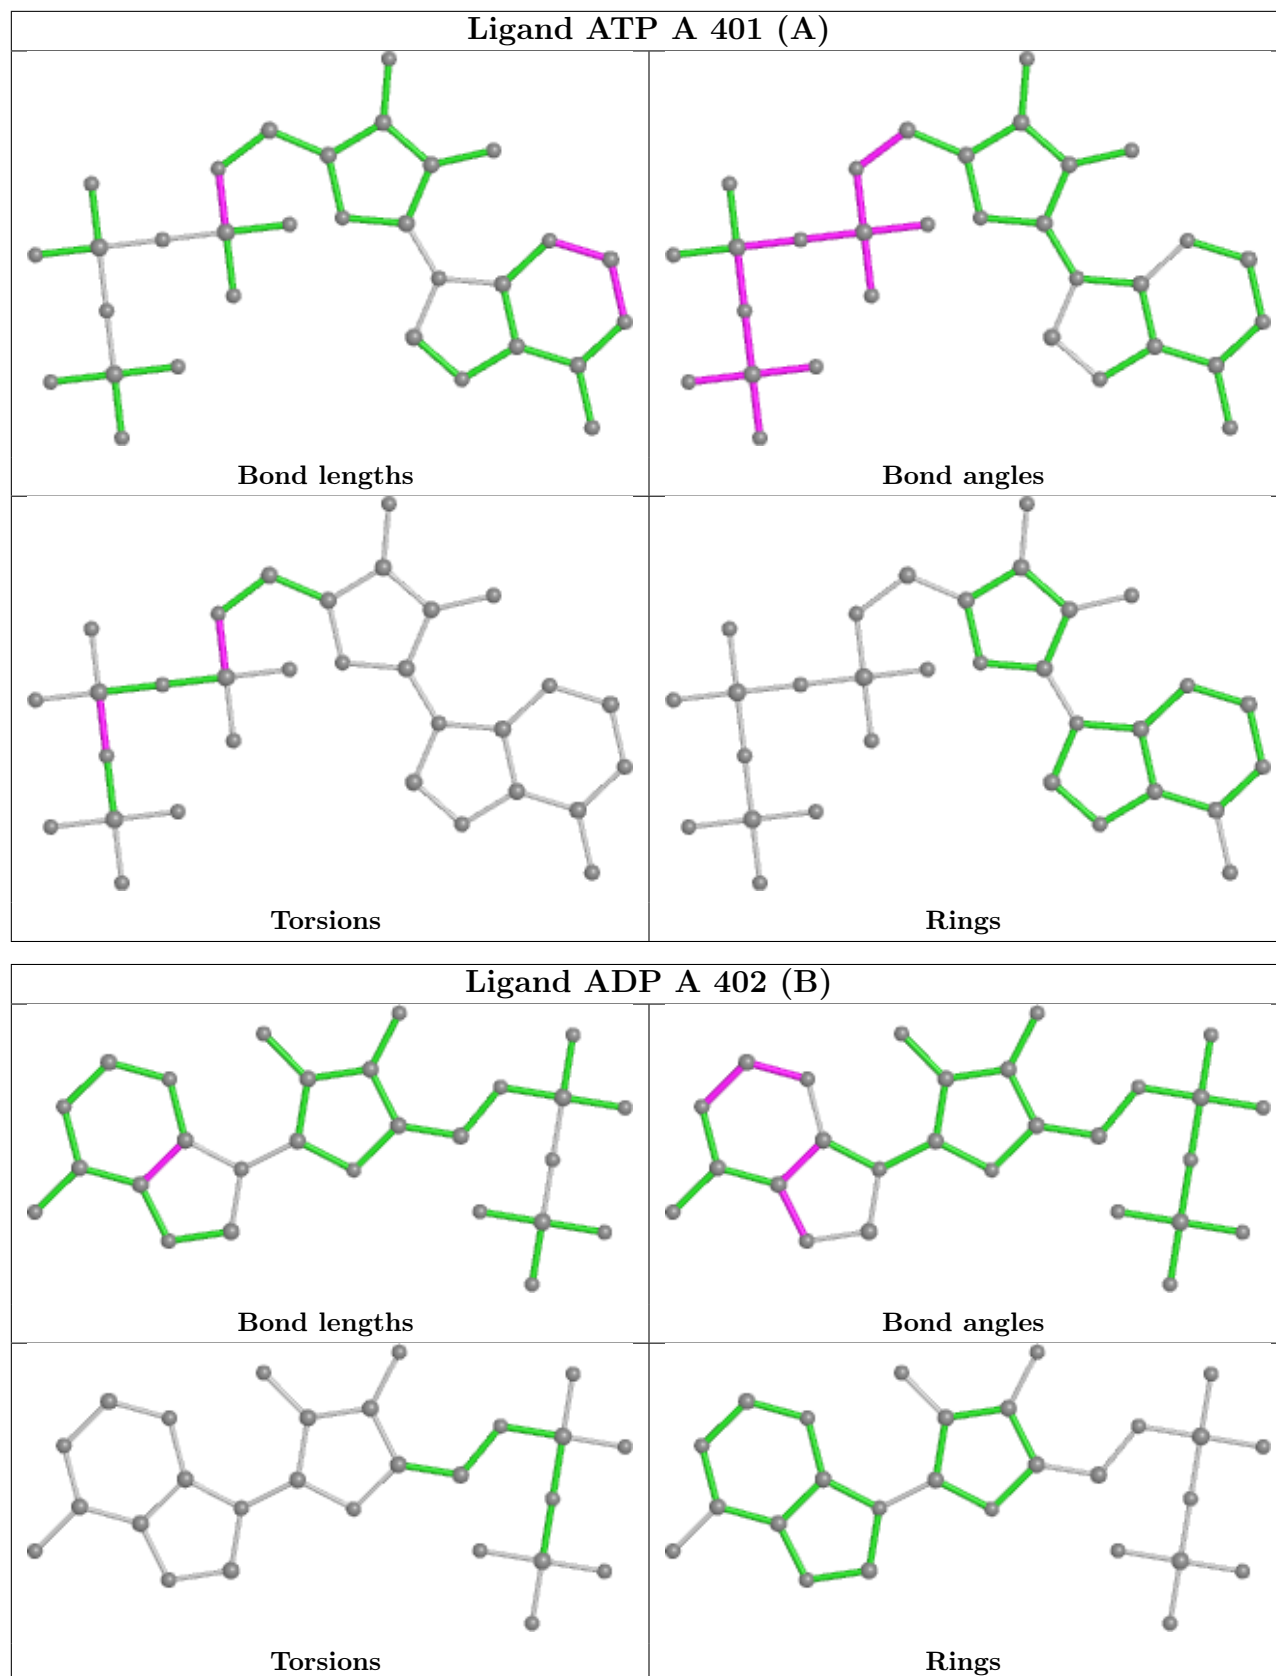 Ligand ATP A 401 (A)
Bond lengths
Bond angles
Torsions
Rings
Ligand ADP A 402 (B)
Bond lengths
Bond angles
Torsions
Rings